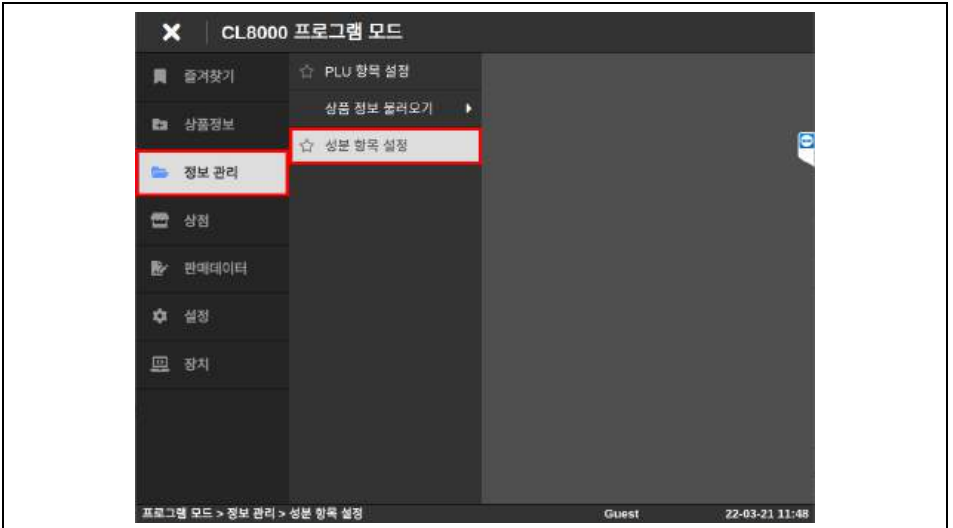 CL8000 프로그램 모드
즐겨찾기
상품정보
정보 관리
상점
판매데이터
설정
장치
PLU 항목 설정
상품 정보 물러오기
성분 항목 설정
프로그램 모드 > 정보 관리 > 성분 항목 설정
Guest
22-03-21 11:48